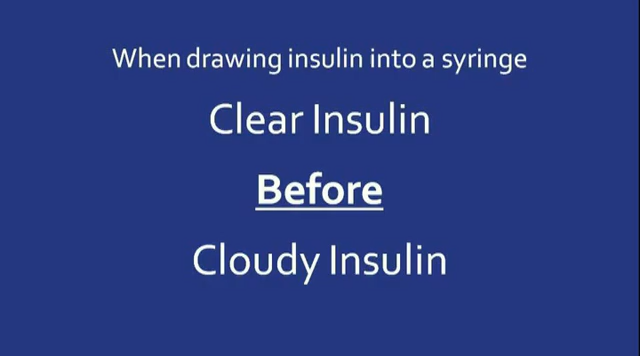 When drawing insulin into a syringe
Clear Insulin
Before
Cloudy Insulin